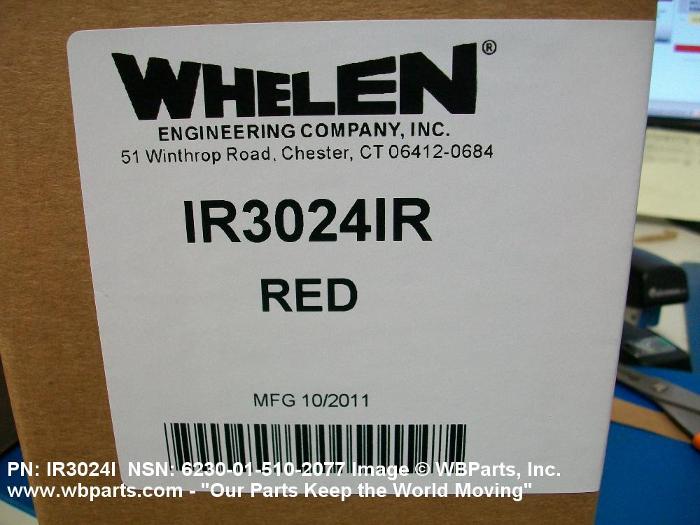 WHELEN®
ENGINEERING COMPANY, INC.
51 Winthrop Road, Chester, CT 06412-0684
IR3024IR
RED
MFG 10/2011
PN: IR3024I NSN: 6230-01-510-2077 Image © WBParts, Inc.
www.wbparts.com - "Our Parts Keep the World Moving"